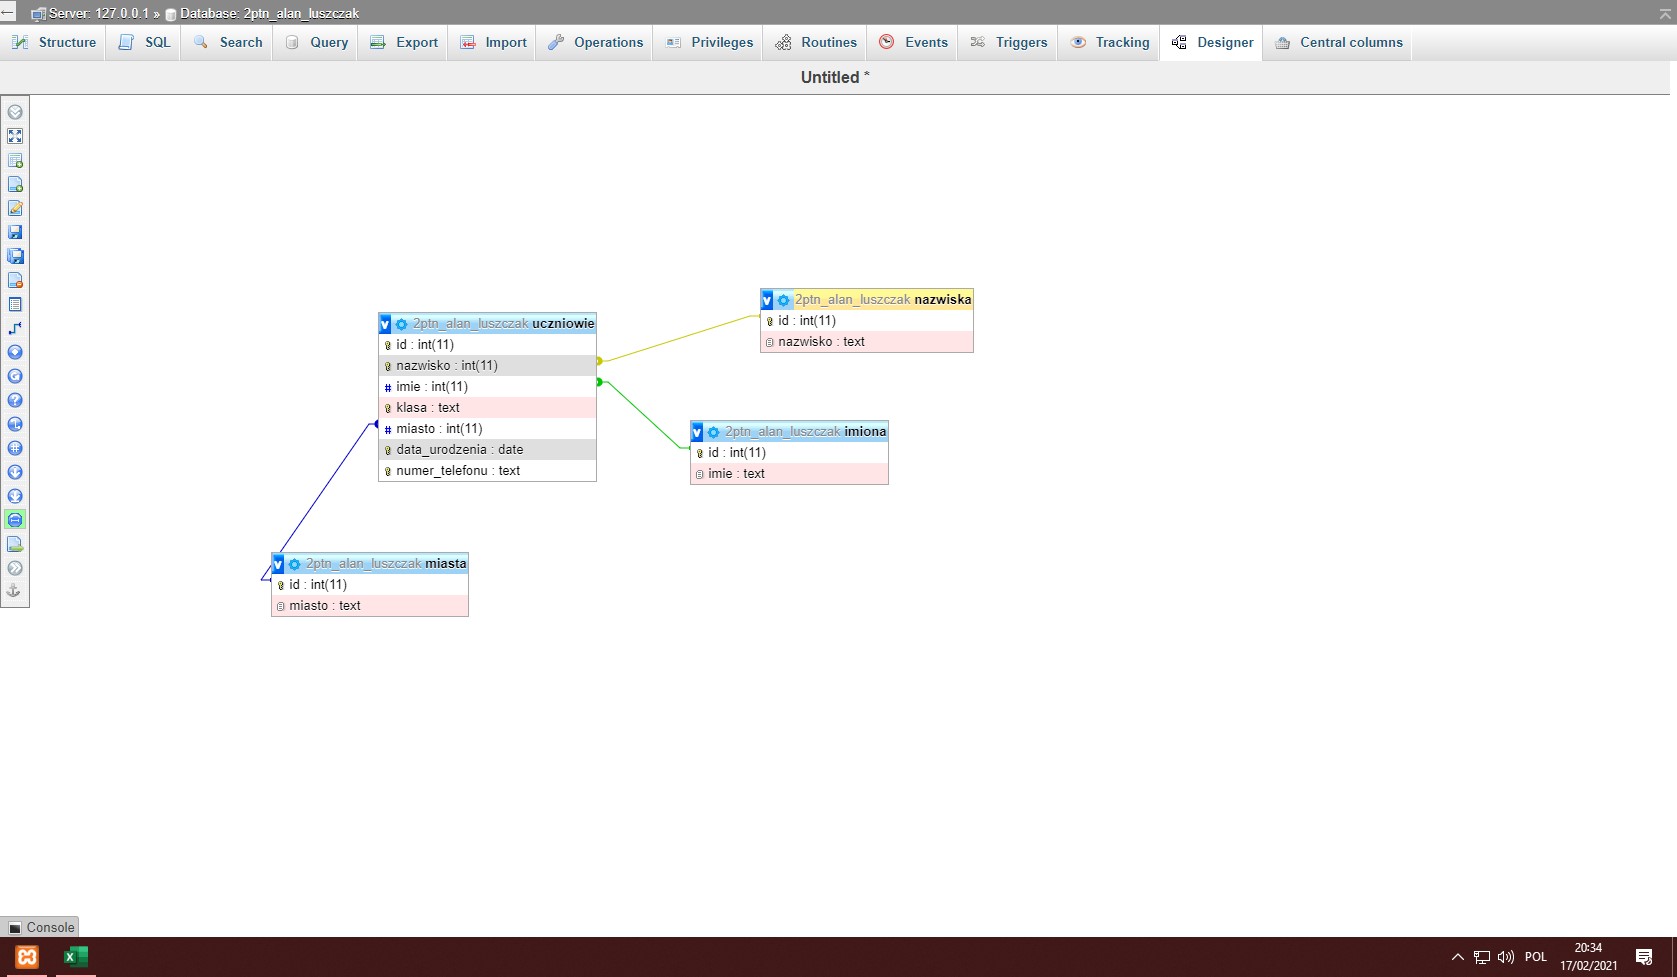 Server: 127.0.0.1 » Database: 2ptn_alan_luszczak
Structure SQL Search Query Export Import Operations Privileges Routines Events Triggers Tracking Designer Central columns
Untitled *
2ptn_alan_luszczak nazwiska
id : int(11)
nazwisko : text
2ptn_alan_luszczak uczniowie
id : int(11)
nazwisko : int(11)
# imie : int(11)
klasa : text
# miasto : int(11)
data_urodzenia : date
numer_telefonu : text
2ptn_alan_luszczak imiona
id : int(11)
imie : text
2ptn_alan_luszczak miasta
id : int(11)
miasto : text
Console
POL
20:34
17/02/2021